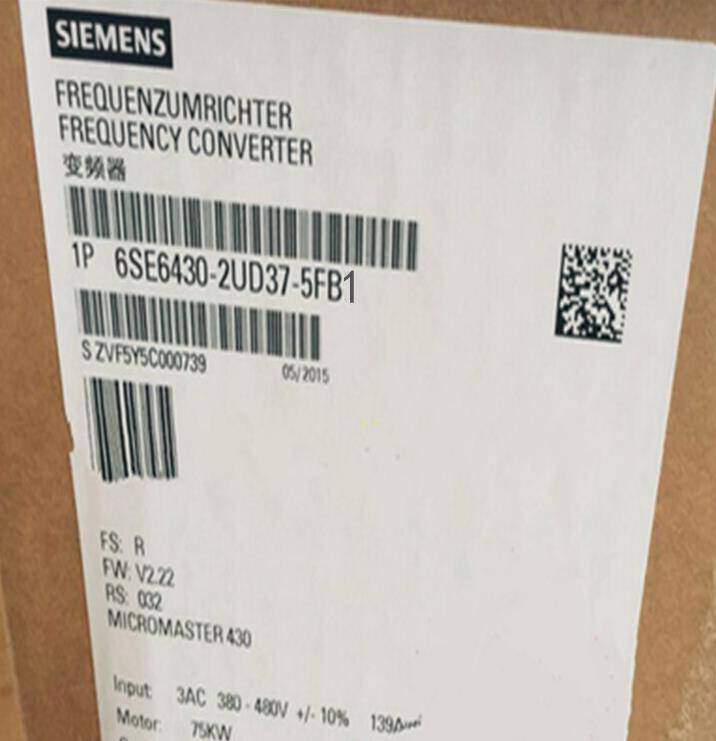 SIEMENS
FREQUENZUMRICHTER
FREQUENCY CONVERTER
变频器
1P 6SE6430-2UD37-5FB1
S ZVF5Y5C000739 05/2015
FS: R
FW: V2.22
RS: 032
MICROMASTER 430
Input: 3AC 380 - 480V +/- 10% 139A
Motor: 75KW